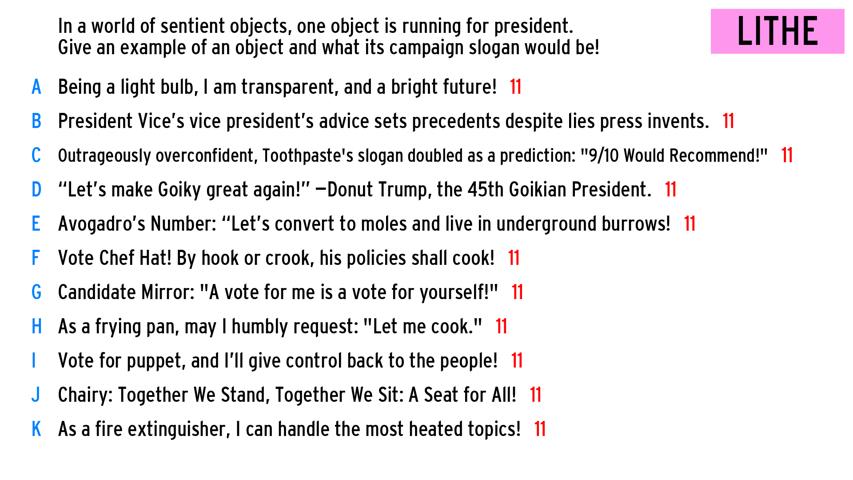 In a world of sentient objects, one object is running for president.
Give an example of an object and what its campaign slogan would be!
LITHE
A Being a light bulb, I am transparent, and a bright future! 11
B President Vice's vice president's advice sets precedents despite lies press invents. 11
C Outrageously overconfident, Toothpaste's slogan doubled as a prediction: "9/10 Would Recommend!" 11
D “Let's make Goiky great again!” –Donut Trump, the 45th Goikian President. 11
E Avogadro's Number: “Let's convert to moles and live in underground burrows! 11
F Vote Chef Hat! By hook or crook, his policies shall cook! 11
G Candidate Mirror: "A vote for me is a vote for yourself!" 11
H As a frying pan, may I humbly request: "Let me cook." 11
I Vote for puppet, and I'll give control back to the people! 11
J Chairy: Together We Stand, Together We Sit: A Seat for All! 11
K As a fire extinguisher, I can handle the most heated topics! 11